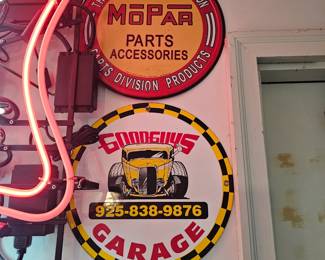 MOPAR
PARTS
ACCESSORIES
PARTS DIVISION PRODUCTS
GOODGUYS
925-838-9876
GARAGE